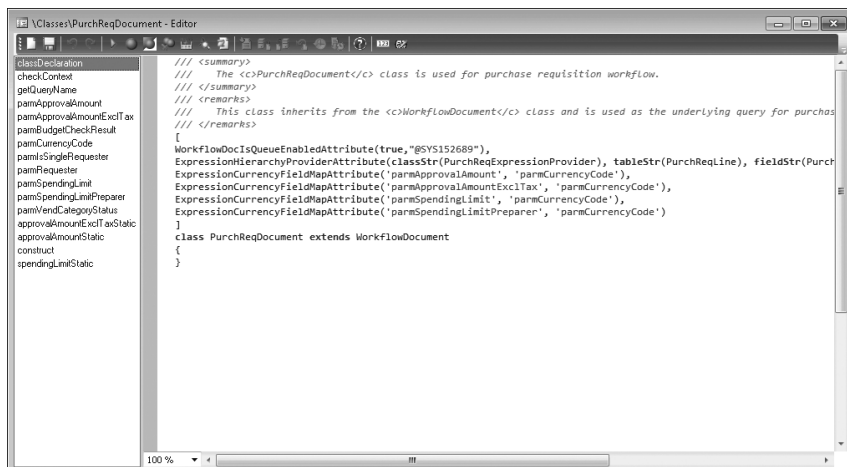 \Classes\PurchReqDocument - Editor
classDeclaration
checkContext
getQueryName
parmApprovalAmount
parmApprovalAmountExclTax
parmBudgetCheckResult
parmCurrencyCode
parmIsSingleRequester
parmRequester
parmSpendingLimit
parmSpendingLimitPreparer
parmVendCategoryStatus
approvalAmountExclTaxStatic
approvalAmountStatic
construct
spendingLimitStatic
/// <summary>
///    The <c>PurchReqDocument</c> class is used for purchase requisition workflow.
/// </summary>
/// <remarks>
///    This class inherits from the <c>WorkflowDocument</c> class and is used as the underlying query for purchas
/// </remarks>
[
WorkflowDocIsQueueEnabledAttribute(true,"@SYS152689"),
ExpressionHierarchyProviderAttribute(classStr(PurchReqExpressionProvider), tableStr(PurchReqLine), fieldStr(Purch
ExpressionCurrencyFieldMapAttribute('parmApprovalAmount', 'parmCurrencyCode'),
ExpressionCurrencyFieldMapAttribute('parmApprovalAmountExclTax', 'parmCurrencyCode'),
ExpressionCurrencyFieldMapAttribute('parmSpendingLimit', 'parmCurrencyCode'),
ExpressionCurrencyFieldMapAttribute('parmSpendingLimitPreparer', 'parmCurrencyCode')
]
class PurchReqDocument extends WorkflowDocument
{
}
100 %